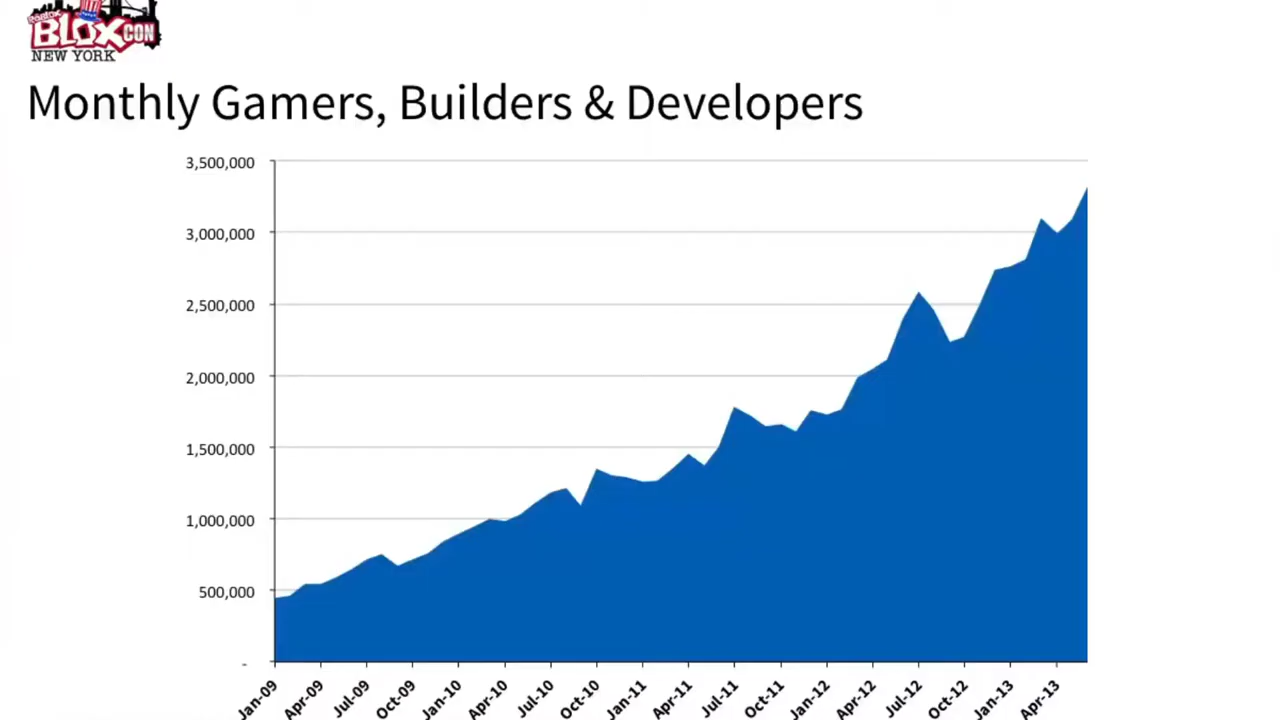 ROBLOX
BLOXCON
NEW YORK
Monthly Gamers, Builders & Developers
3,500,000
3,000,000
2,500,000
2,000,000
1,500,000
1,000,000
500,000
-
Jan-09 Apr-09 Jul-09 Oct-09 Jan-10 Apr-10 Jul-10 Oct-10 Jan-11 Apr-11 Jul-11 Oct-11 Jan-12 Apr-12 Jul-12 Oct-12 Jan-13 Apr-13